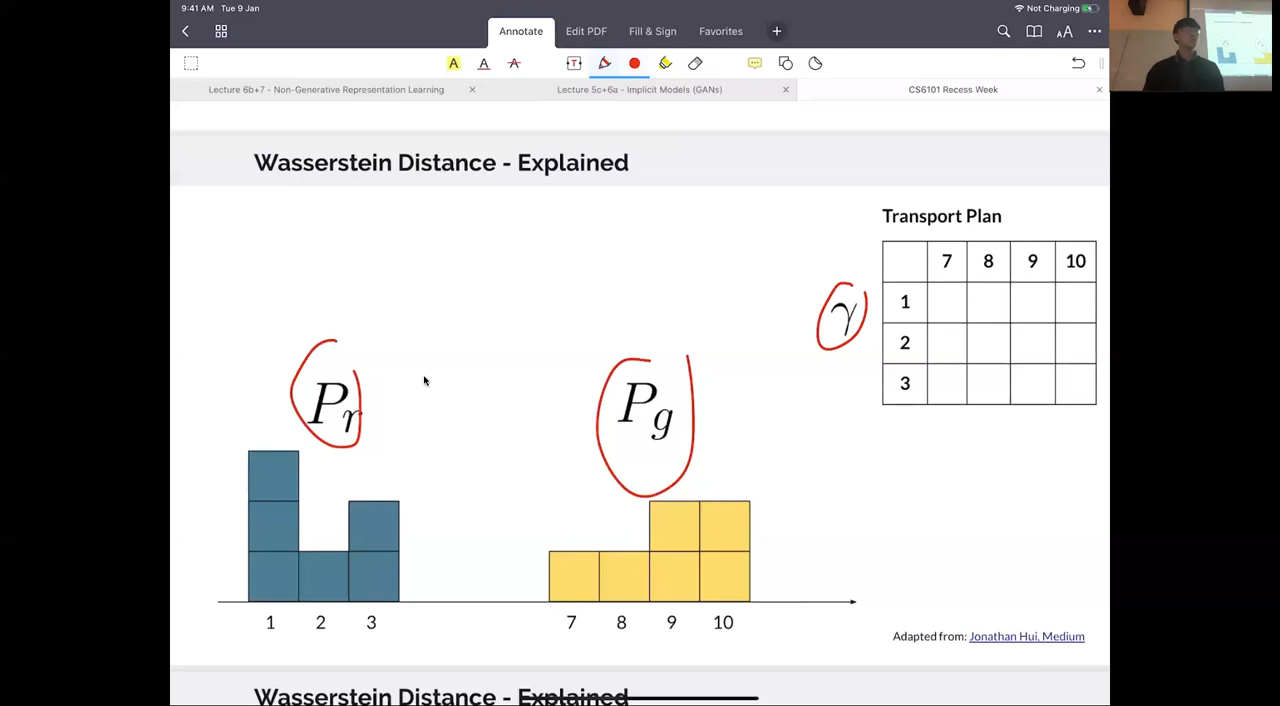 9:41 AM Tue 9 Jan
Not Charging
Annotate Edit PDF Fill & Sign Favorites +
Lecture 6b+7 - Non-Generative Representation Learning
Lecture 5c+6a - Implicit Models (GANs)
CS6101 Recess Week
Wasserstein Distance - Explained
Transport Plan
7 8 9 10
1
2
3
γ
P_r
P_g
1 2 3 7 8 9 10
Adapted from: Jonathan Hui, Medium
Wasserstein Distance - Explained